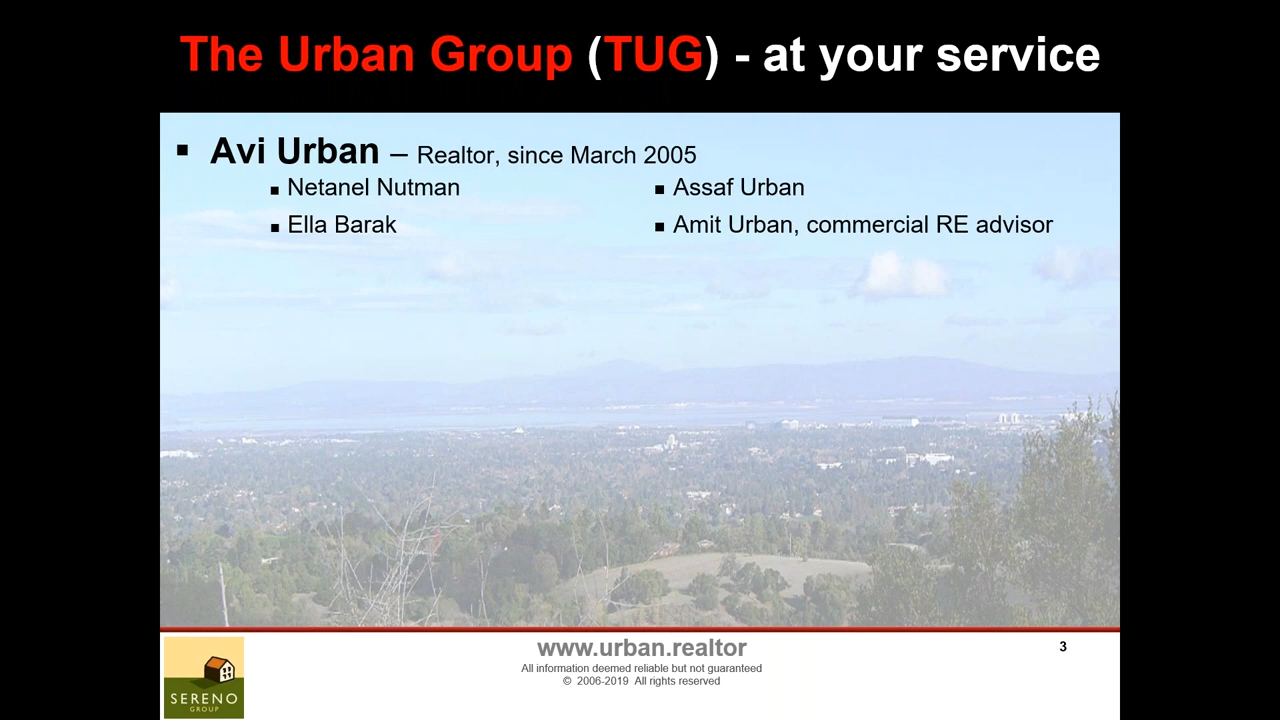 The Urban Group (TUG) - at your service
▪ Avi Urban – Realtor, since March 2005
▪ Netanel Nutman
▪ Ella Barak
▪ Assaf Urban
▪ Amit Urban, commercial RE advisor
www.urban.realtor
All information deemed reliable but not guaranteed
© 2006-2019 All rights reserved
3
SERENO
GROUP